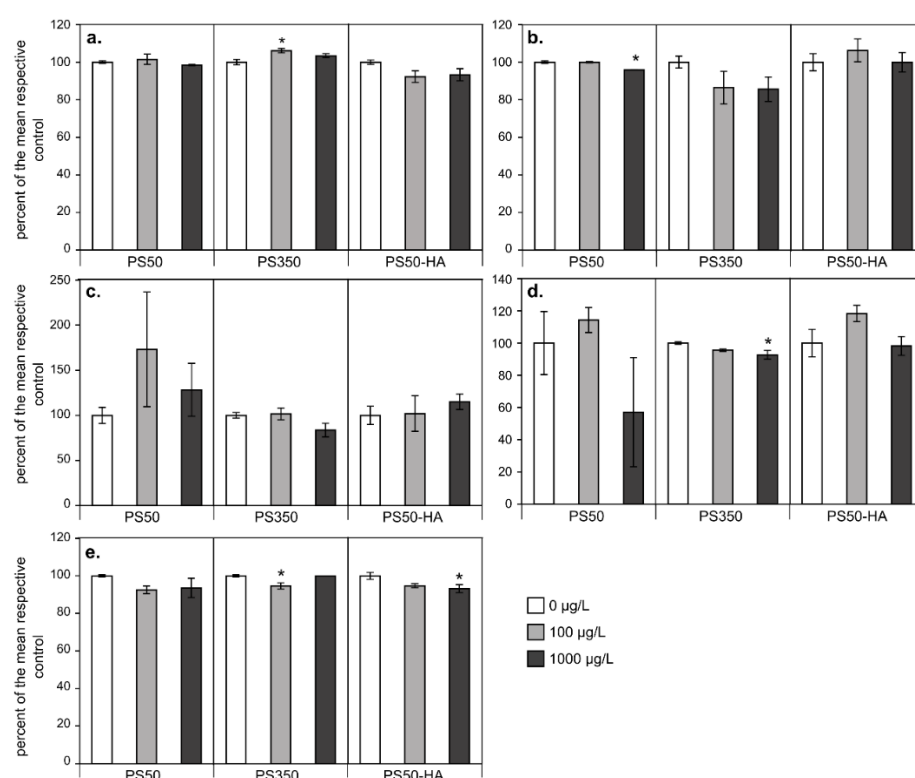 a.
percent of the mean respective
control
120
100
80
60
40
20
0
*
PS50
PS350
PS50-HA
b.
120
100
80
60
40
20
0
*
PS50
PS350
PS50-HA
c.
percent of the mean respective
control
250
200
150
100
50
0
PS50
PS350
PS50-HA
d.
140
120
100
80
60
40
20
0
*
PS50
PS350
PS50-HA
e.
percent of the mean respective
control
120
100
80
60
40
20
0
*
*
PS50
PS350
PS50-HA
0 µg/L
100 µg/L
1000 µg/L